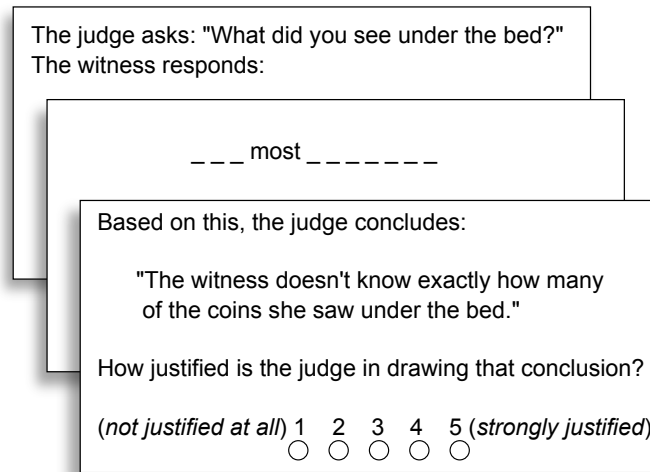 The judge asks: "What did you see under the bed?"
The witness responds:
_ _ _ most _ _ _ _ _ _ _
Based on this, the judge concludes:
"The witness doesn't know exactly how many
of the coins she saw under the bed."
How justified is the judge in drawing that conclusion?
(not justified at all) 1 2 3 4 5 (strongly justified)